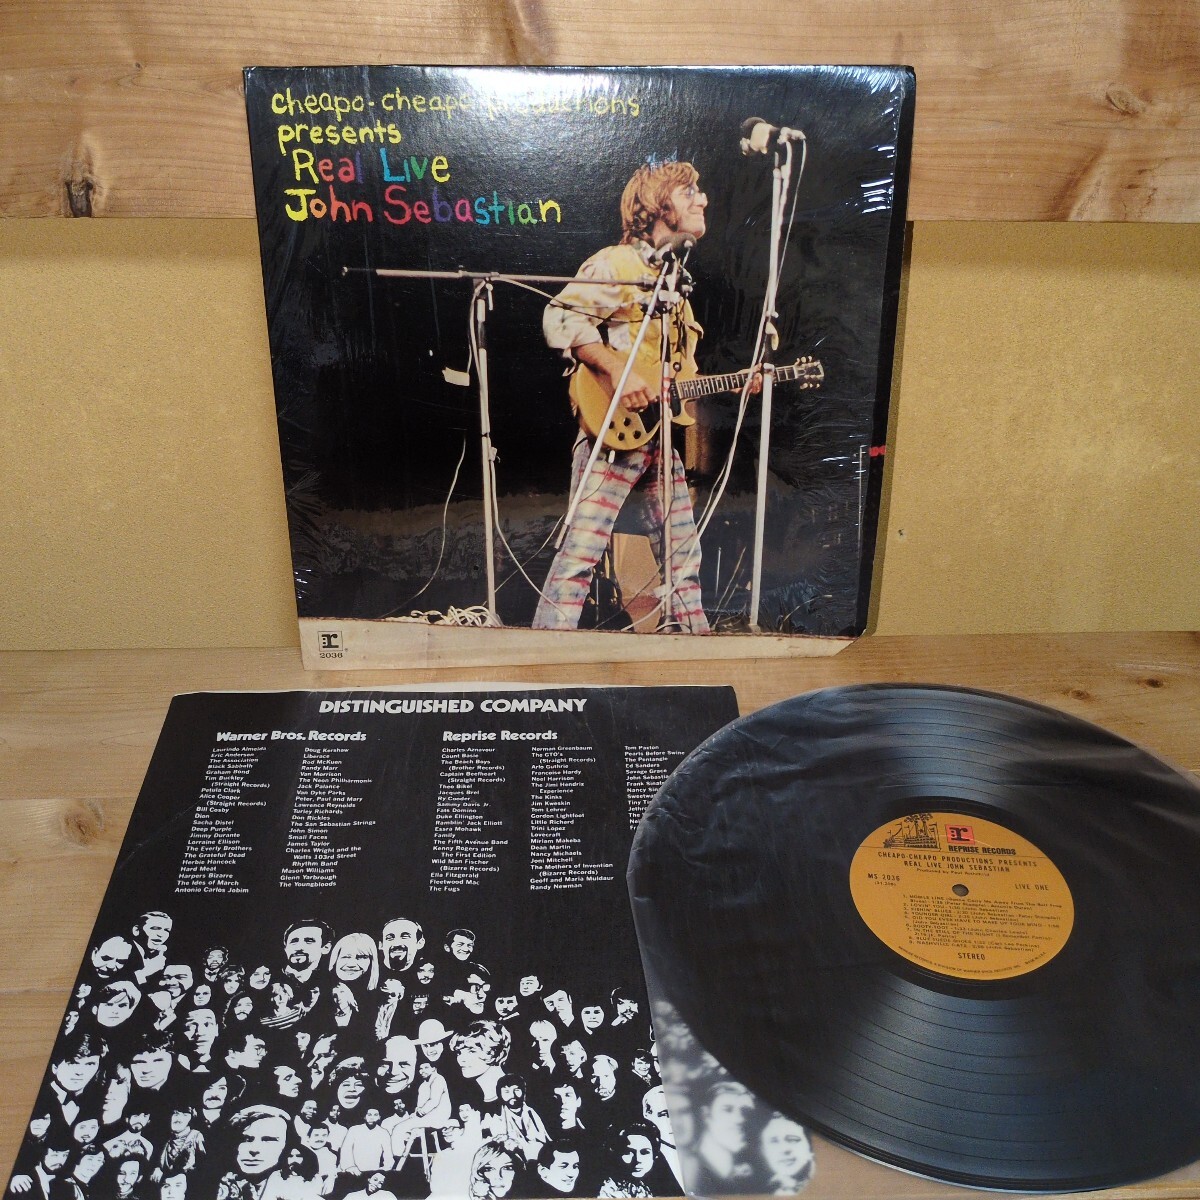 cheapo-cheapo productions
presents
Real Live
John Sebastian
r
2036
DISTINGUISHED COMPANY
Warner Bros. Records
Laurindo Almeida
Eric Anderson
The Association
Black Sabbath
Graham Bond
Tim Buckley
(Straight Records)
Petula Clark
Alice Cooper
(Straight Records)
Bill Cosby
Dion
Sacha Distel
Deep Purple
Jimmy Durante
Lorraine Ellison
The Everly Brothers
The Grateful Dead
Herbie Hancock
Hard Meat
Harpers Bizarre
The Ides of March
Antonio Carlos Jobim
Doug Kershaw
Liberace
Rod McKuen
Randy Marr
Van Morrison
The Neon Philharmonic
Jack Palance
Van Dyke Parks
Peter, Paul and Mary
Lawrence Reynolds
Turley Richards
Don Rickles
The San Sebastian Strings
John Simon
Small Faces
James Taylor
Charles Wright and the
Watts 103rd Street
Rhythm Band
Mason Williams
Glenn Yarbrough
The Youngbloods
Reprise Records
Charles Aznavour
Count Basie
The Beach Boys
(Brother Records)
Captain Beefheart
(Straight Records)
Theo Bikel
Jacques Brel
Ry Cooder
Sammy Davis Jr.
Fats Domino
Duke Ellington
Ramblin' Jack Elliott
Esara Mohawk
Family
The Fifth Avenue Band
Kenny Rogers and
The First Edition
Wild Man Fischer
(Bizarre Records)
Ella Fitzgerald
Fleetwood Mac
The Fugs
Norman Greenbaum
The GTO's
(Straight Records)
Arlo Guthrie
Francoise Hardy
Noel Harrison
The Jimi Hendrix
Experience
The Kinks
Jim Kweskin
Tom Lehrer
Gordon Lightfoot
Little Richard
Trini Lopez
Lovecraft
Miriam Makeba
Dean Martin
Nancy Michaels
Joni Mitchell
The Mothers of Invention
(Bizarre Records)
Geoff and Maria Muldaur
Randy Newman
Tom Paxton
Pearls Before Swine
The Pentangle
Ed Sanders
Savage Grace
John Sebastian
Frank Sin
Nancy Sin
Sweetwat
Tiny T
Jethr
REPRISE RECORDS
CHEAPO-CHEAPO PRODUCTIONS PRESENTS
REAL LIVE JOHN SEBASTIAN
MS 2036
LIVE ONE
STEREO